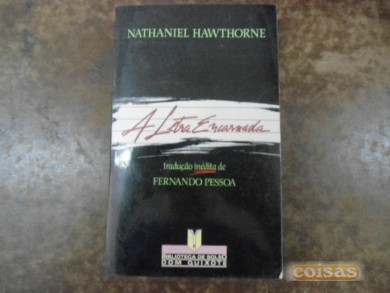 NATHANIEL HAWTHORNE
A Letra Encarnada
tradução inédita de
FERNANDO PESSOA
BIBLIOTECA DE BOLSO
DOM QUIXOTE
coisas